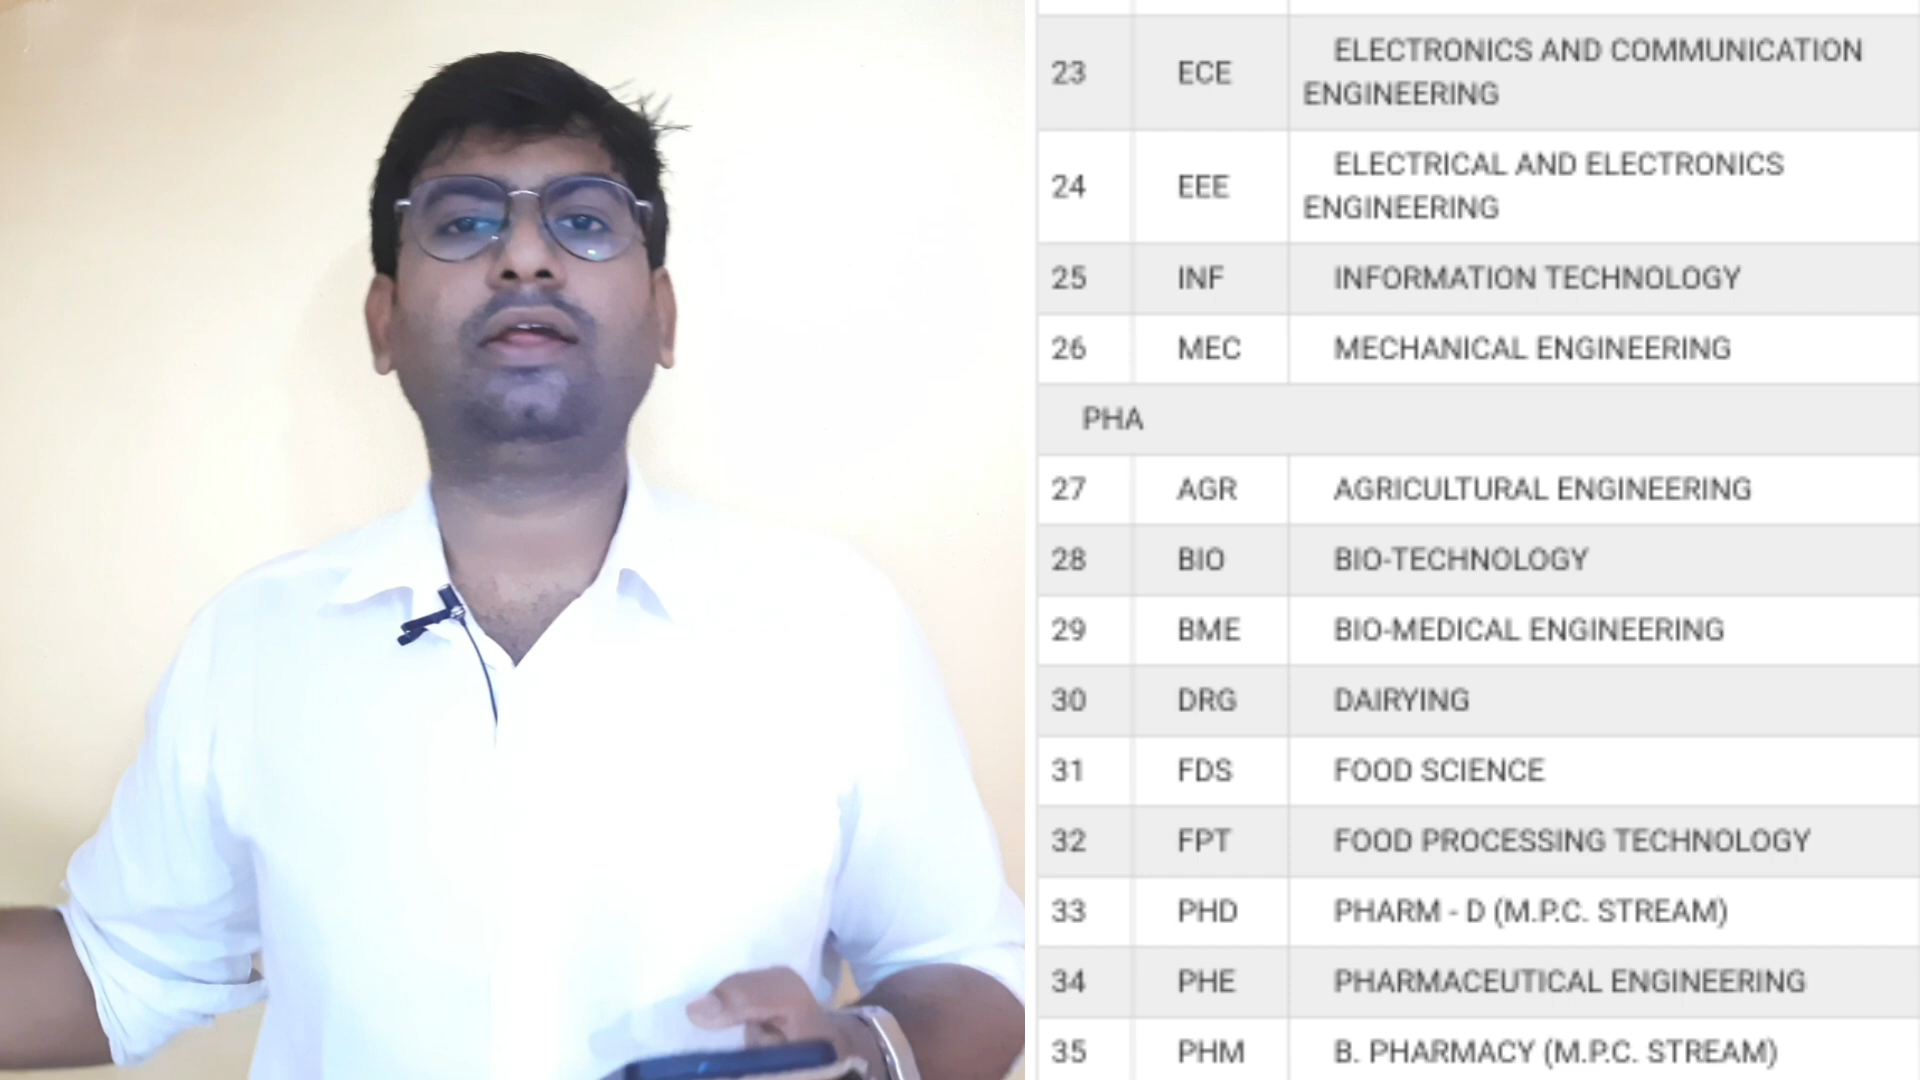 23 ECE ELECTRONICS AND COMMUNICATION
ENGINEERING
24 EEE ELECTRICAL AND ELECTRONICS
ENGINEERING
25 INF INFORMATION TECHNOLOGY
26 MEC MECHANICAL ENGINEERING
PHA
27 AGR AGRICULTURAL ENGINEERING
28 BIO BIO-TECHNOLOGY
29 BME BIO-MEDICAL ENGINEERING
30 DRG DAIRYING
31 FDS FOOD SCIENCE
32 FPT FOOD PROCESSING TECHNOLOGY
33 PHD PHARM - D (M.P.C. STREAM)
34 PHE PHARMACEUTICAL ENGINEERING
35 PHM B. PHARMACY (M.P.C. STREAM)